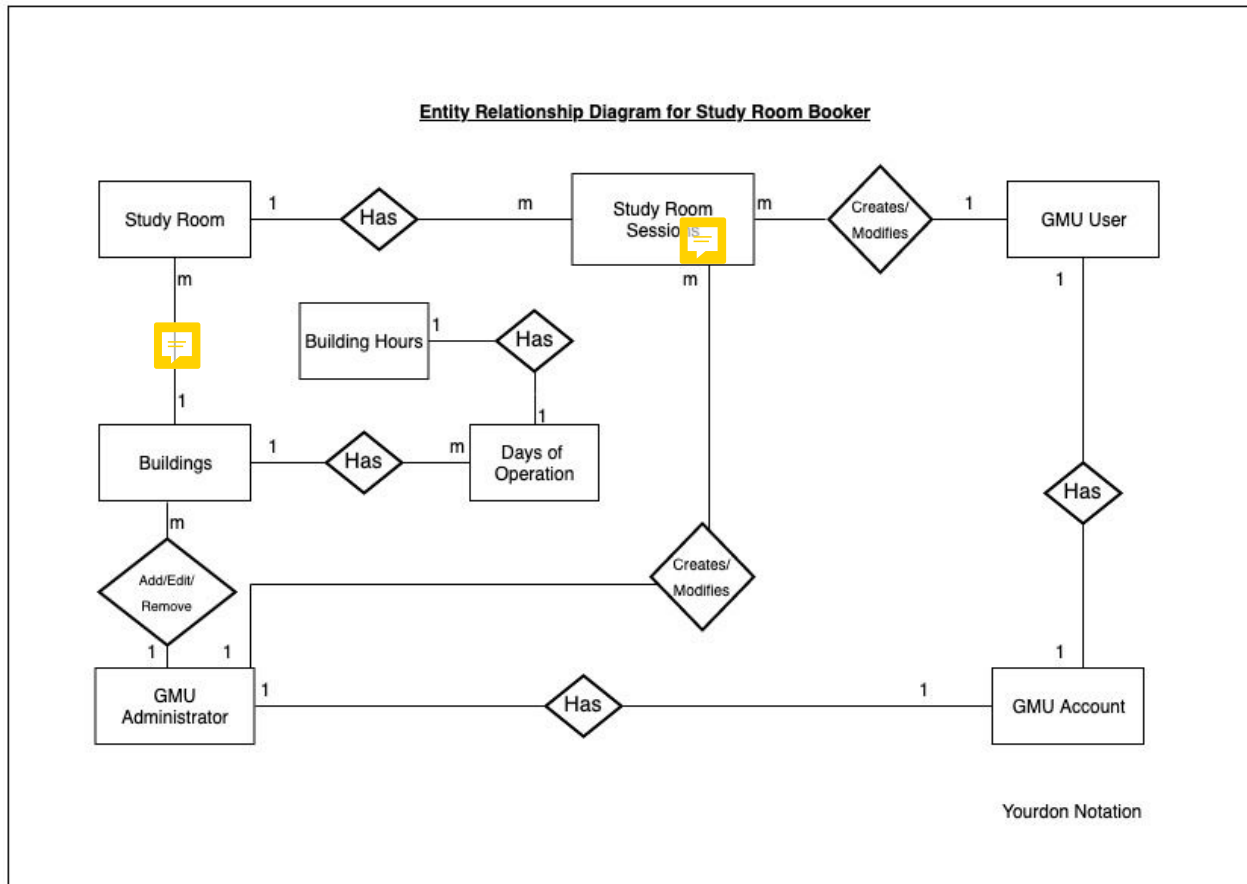 Entity Relationship Diagram for Study Room Booker
Study Room
1
Has
m
Study Room
Sessions
m
Creates/
Modifies
1
GMU User
m
m
1
Building Hours
1
Has
1
1
Buildings
1
Has
m
Days of
Operation
Has
m
Add/Edit/
Remove
Creates/
Modifies
1
1
1
GMU
Administrator
1
Has
1
GMU Account
Yourdon Notation